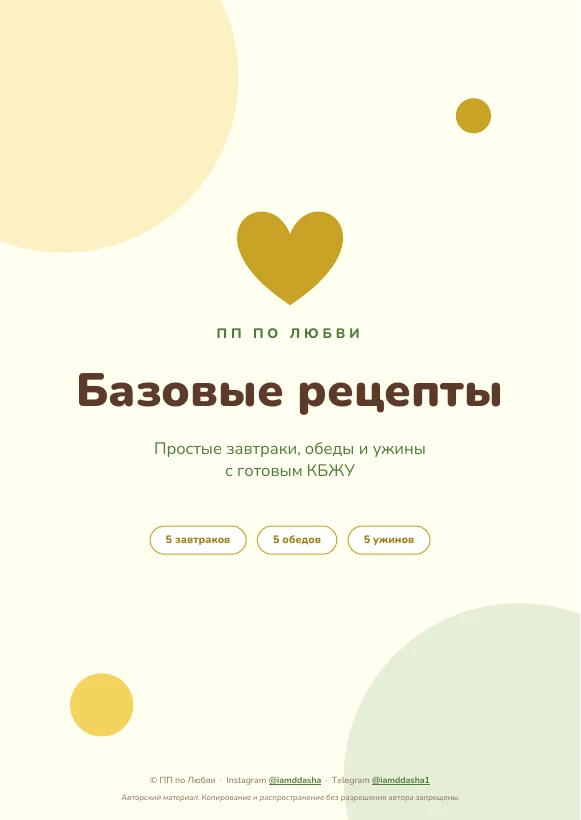 ПП ПО ЛЮБВИ
Базовые рецепты
Простые завтраки, обеды и ужины
с готовым КБЖУ
5 завтраков 5 обедов 5 ужинов
© ПП по Любви · Instagram @iamddasha · Telegram @iamddasha1
Авторский материал. Копирование и распространение без разрешения автора запрещены.